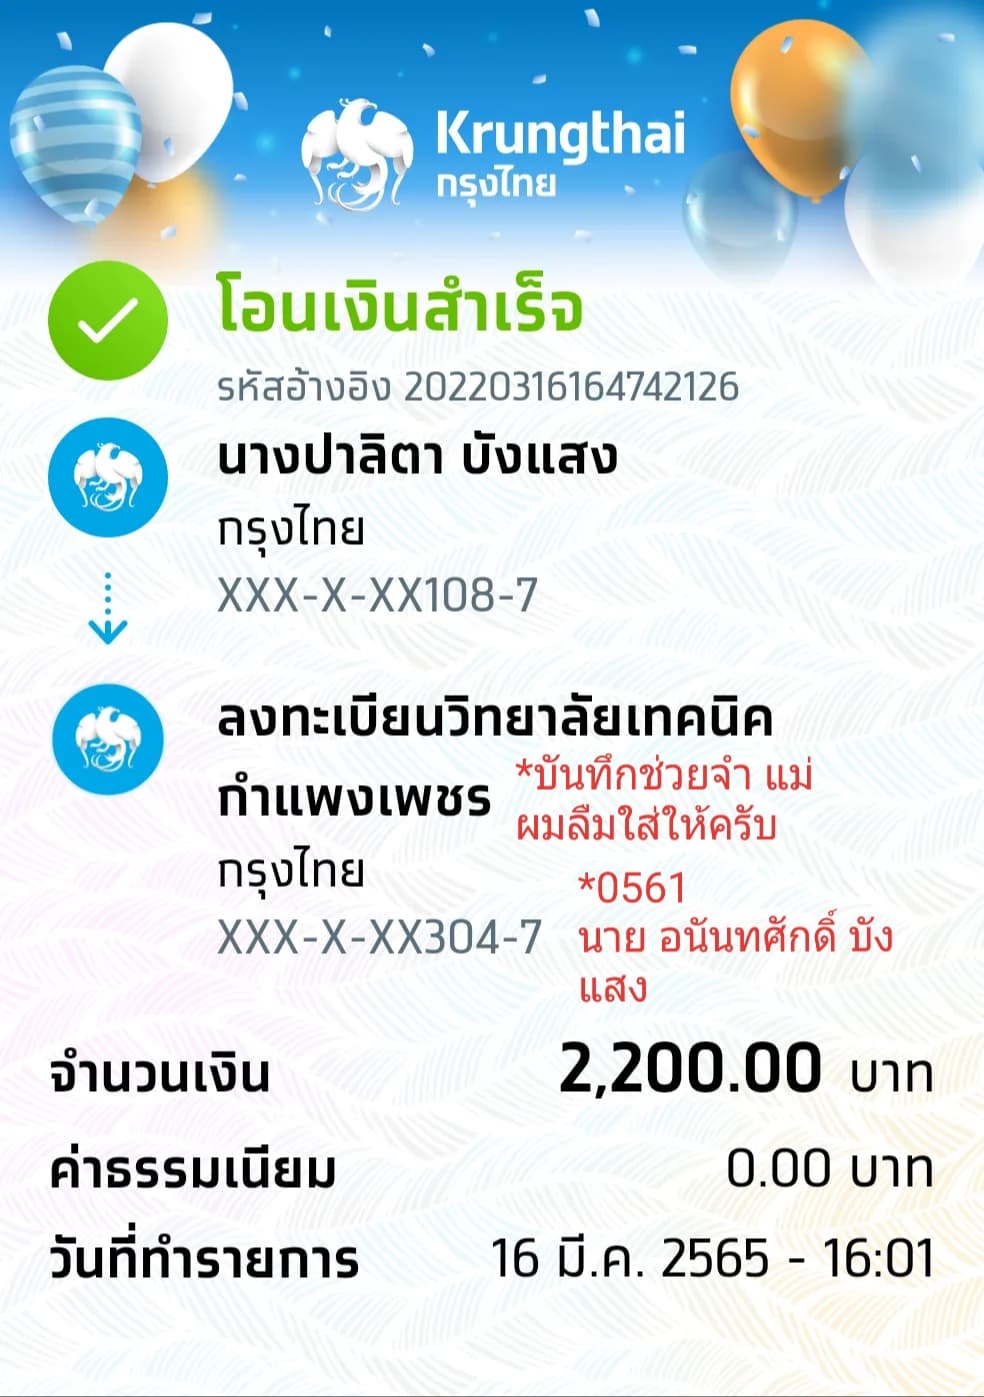 Krungthai
กรุงไทย
โอนเงินสำเร็จ
รหัสอ้างอิง 20220316164742126
นางปาลิตา บังแสง
กรุงไทย
XXX-X-XX108-7
ลงทะเบียนวิทยาลัยเทคนิค
กำแพงเพชร
*บันทึกช่วยจำ แม่
ผมลืมใส่ให้ครับ
กรุงไทย
XXX-X-XX304-7
*0561
นาย อนันทศักดิ์ บัง
แสง
จำนวนเงิน 2,200.00 บาท
ค่าธรรมเนียม 0.00 บาท
วันที่ทำรายการ 16 มี.ค. 2565 - 16:01